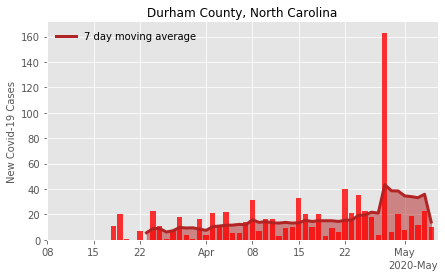 Durham County, North Carolina
7 day moving average
New Covid-19 Cases
160
140
120
100
80
60
40
20
0
08 15 22 Apr 08 15 22 May
2020-May